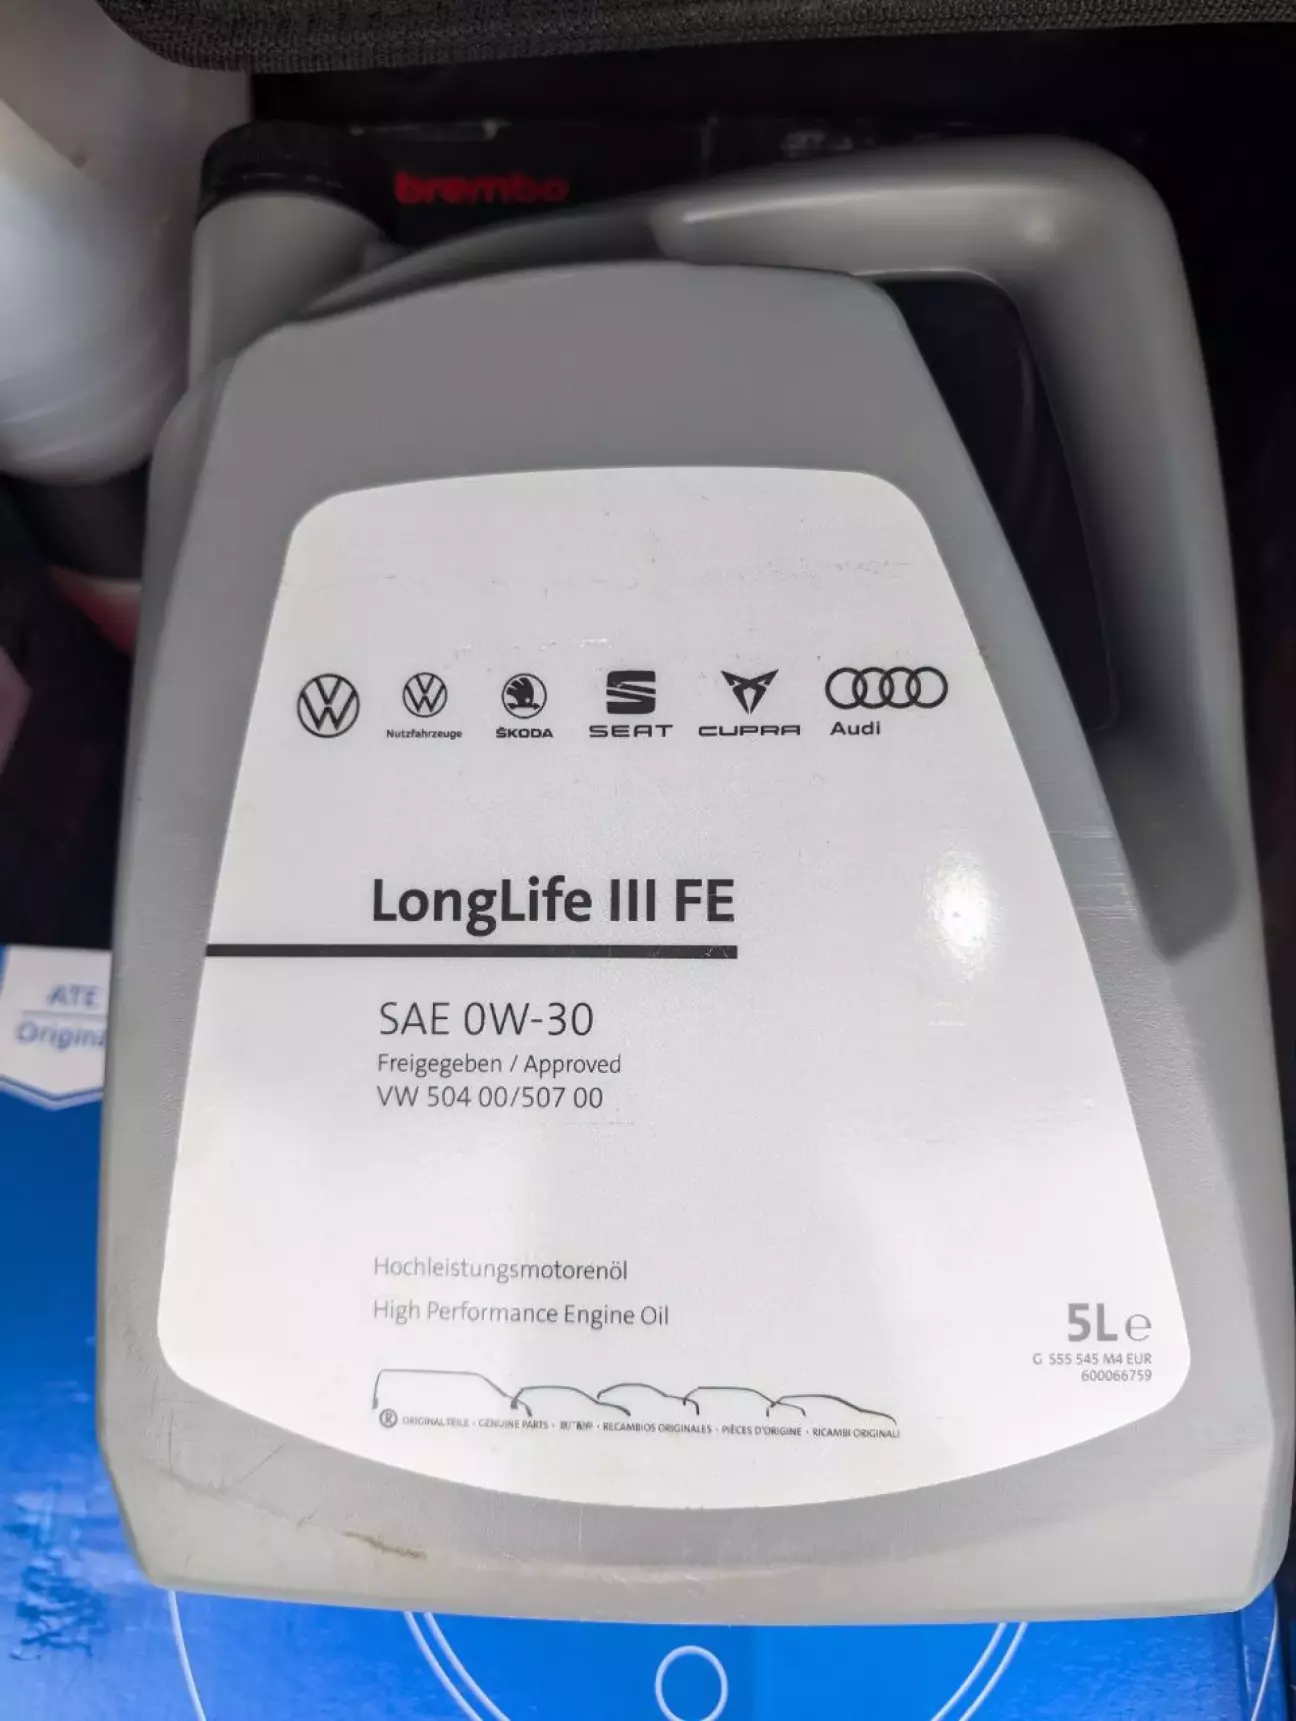 brembo
Nutzfahrzeuge
ŠKODA
SEAT
CUPRA
Audi
LongLife III FE
SAE 0W-30
Freigegeben / Approved
VW 504 00/507 00
ATE
Hochleistungsmotorenöl
High Performance Engine Oil
5L e
G 555 545 M4 EUR
600066759
® ORIGINAL TEILE • GENUINE PARTS • • RECAMBIOS ORIGINALES • PIÈCES D'ORIGINE • RICAMBI ORIGINALI